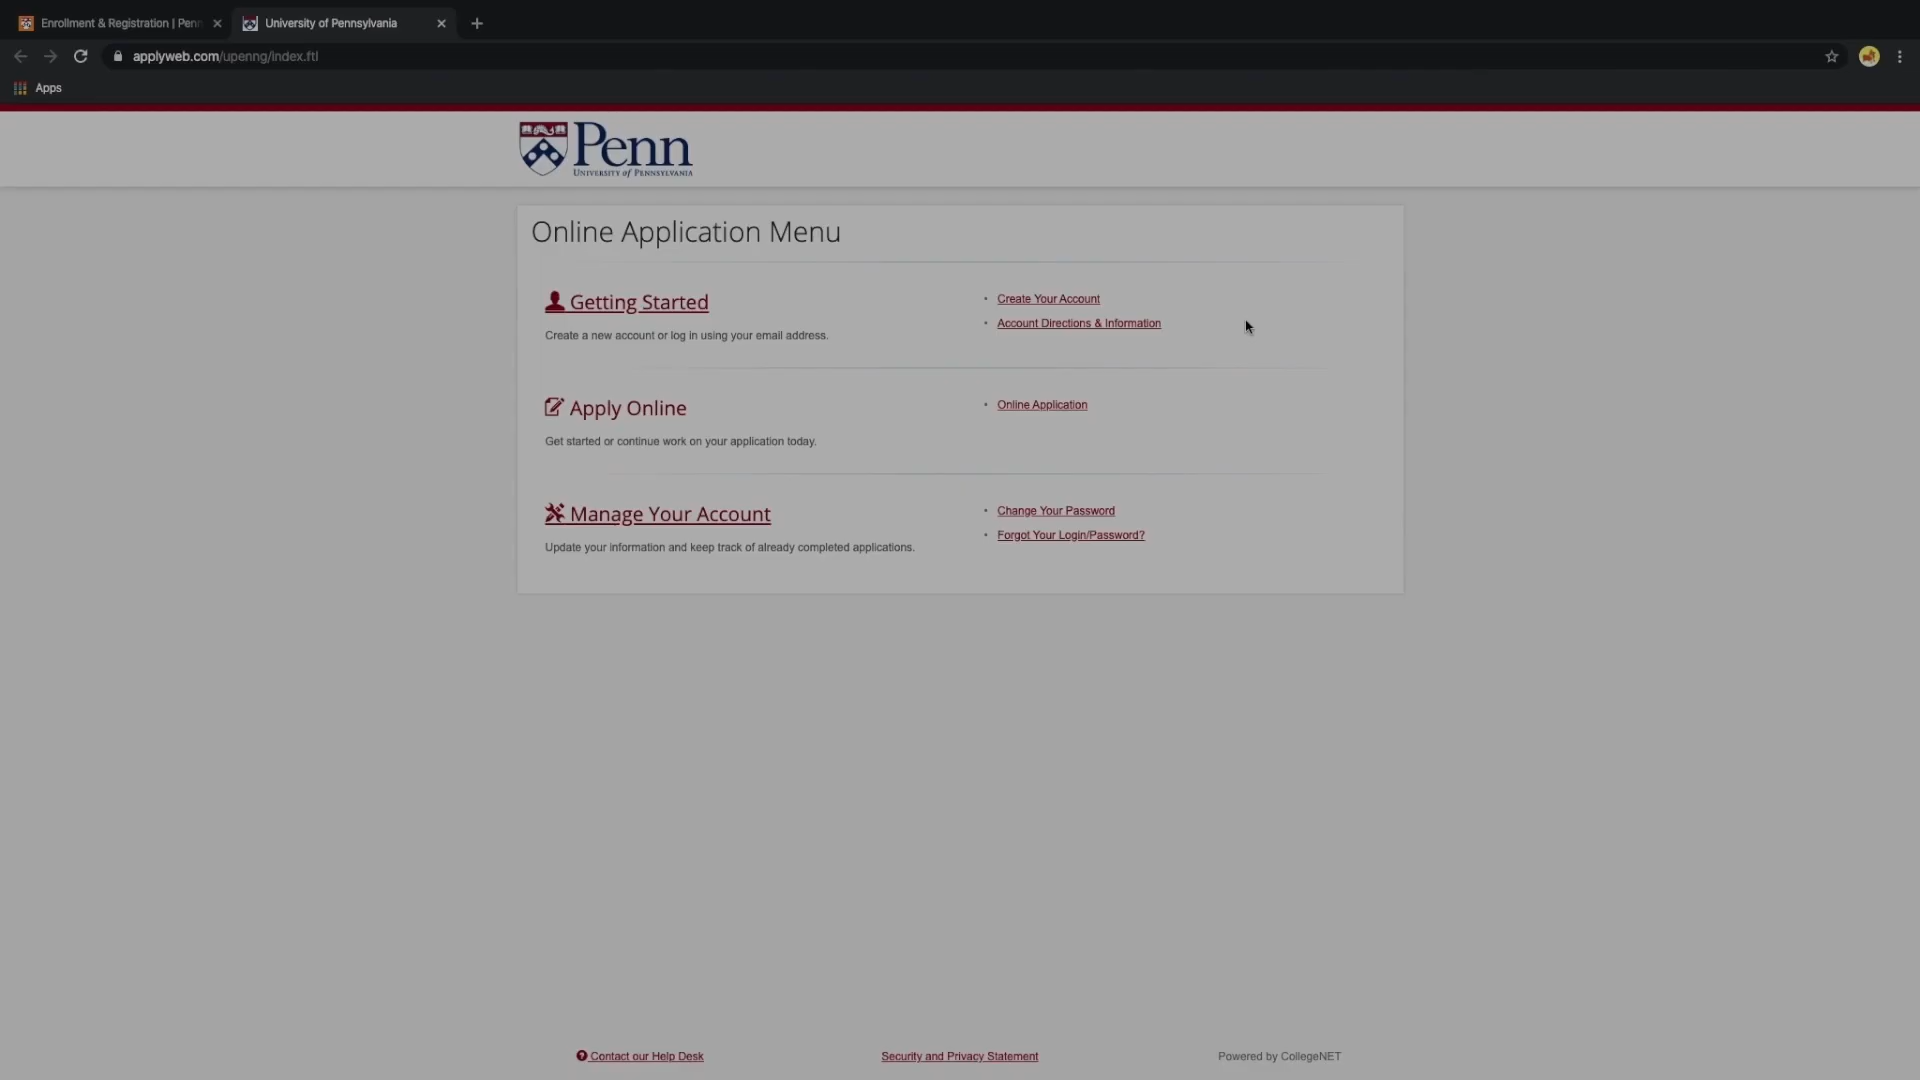 Enrollment & Registration | Penn
University of Pennsylvania
applyweb.com/upenng/index.ftl
Apps
Penn
UNIVERSITY of PENNSYLVANIA
Online Application Menu
Getting Started
Create a new account or log in using your email address.
• Create Your Account
• Account Directions & Information
Apply Online
Get started or continue work on your application today.
• Online Application
Manage Your Account
Update your information and keep track of already completed applications.
• Change Your Password
• Forgot Your Login/Password?
Contact our Help Desk
Security and Privacy Statement
Powered by CollegeNET